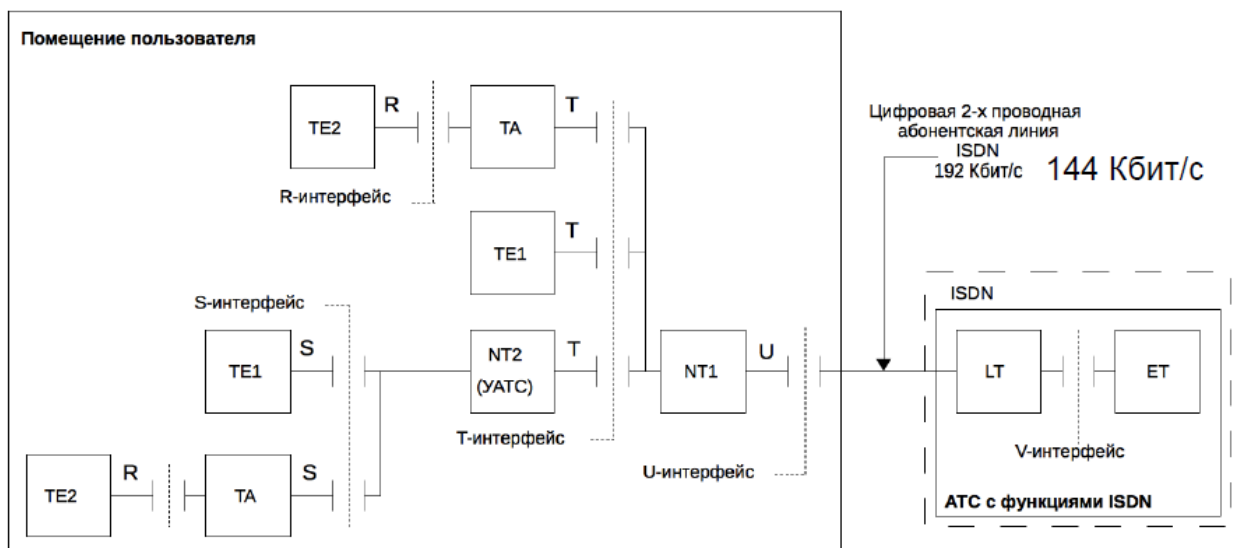 Помещение пользователя
TE2
R
TA
T
R-интерфейс
Цифровая 2-х проводная
абонентская линия
ISDN
192 Кбит/с
144 Кбит/с
TE1
T
S-интерфейс
TE1
S
NT2
(УАТС)
T
NT1
U
T-интерфейс
U-интерфейс
TE2
R
TA
S
ISDN
LT
ET
V-интерфейс
АТС с функциями ISDN